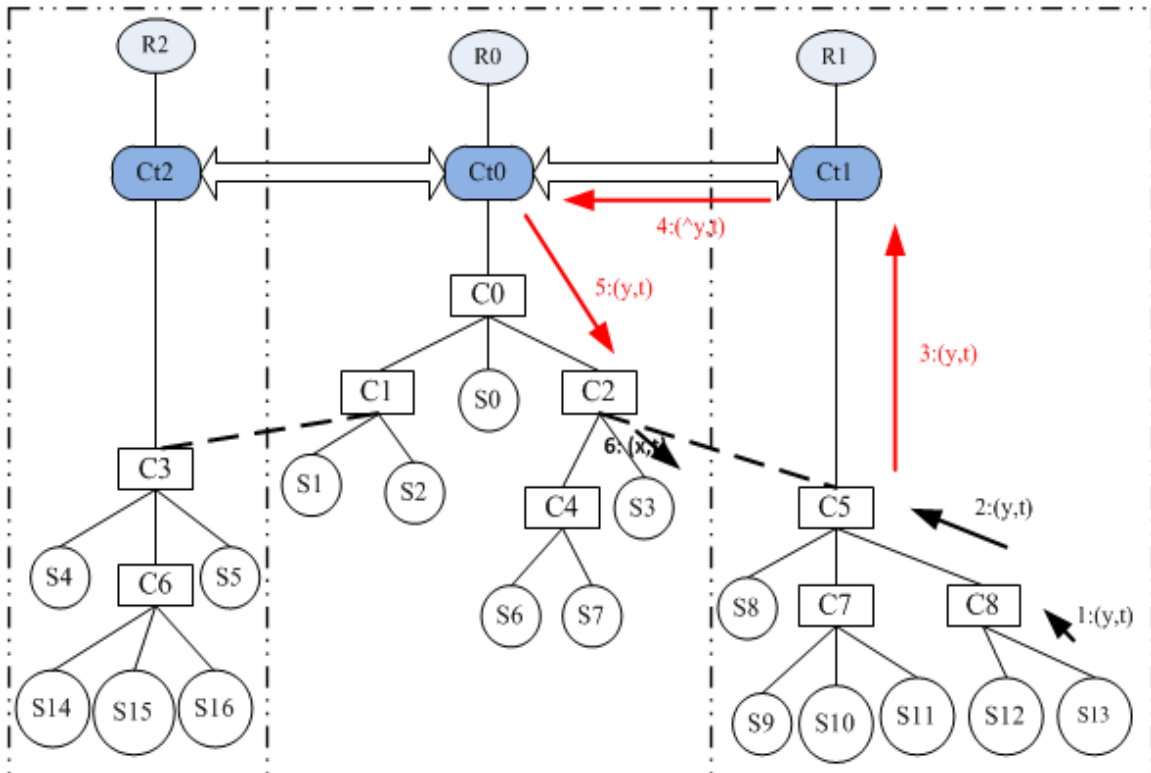 R2
R0
R1
Ct2
Ct0
Ct1
4:(^y,t)
5:(y,t)
C0
3:(y,t)
C1
S0
C2
6: (x,t)
C3
S1
S2
C4
S3
C5
2:(y,t)
S4
C6
S5
S6
S7
S8
C7
C8
1:(y,t)
S14
S15
S16
S9
S10
S11
S12
S13